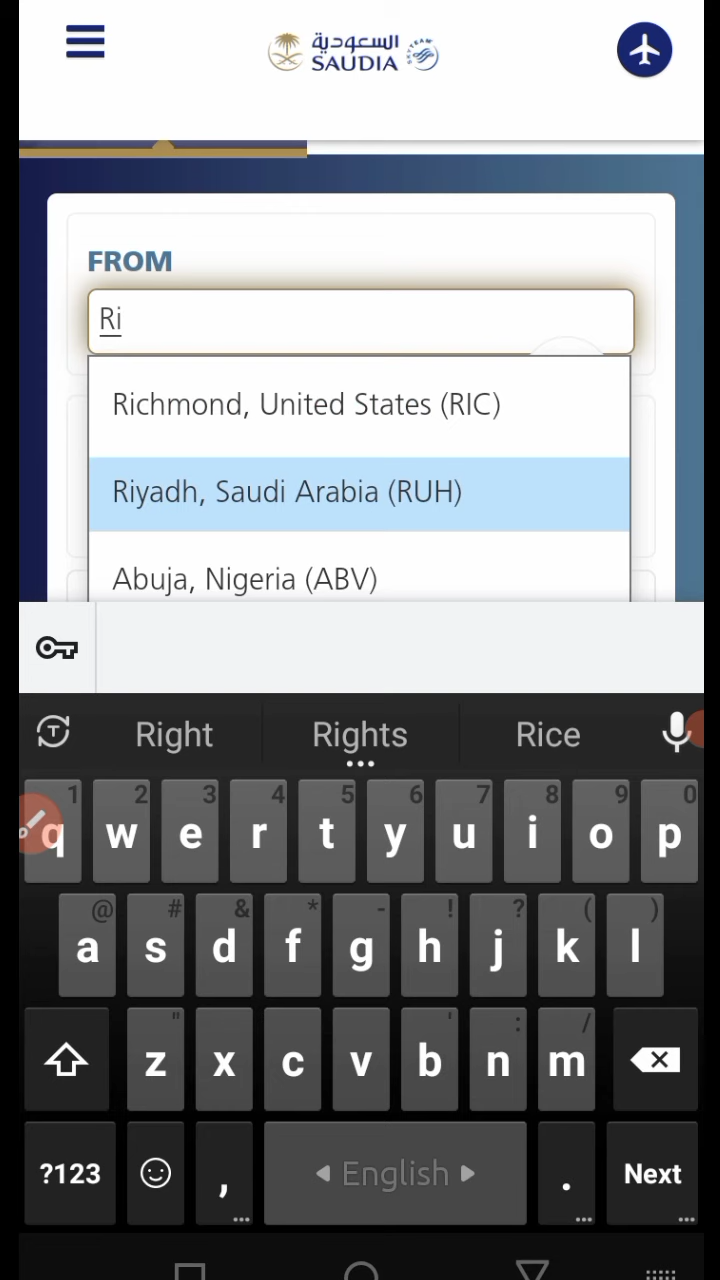 السعودية
SAUDIA
SKYTEAM
FROM
Ri
Richmond, United States (RIC)
Riyadh, Saudi Arabia (RUH)
Abuja, Nigeria (ABV)
T Right Rights Rice
1 2 3 4 5 6 7 8 9 0
q w e r t y u i o p
@ # & * - ! ? ( )
a s d f g h j k l
" ' : /
z x c v b n m
?123 , English . Next